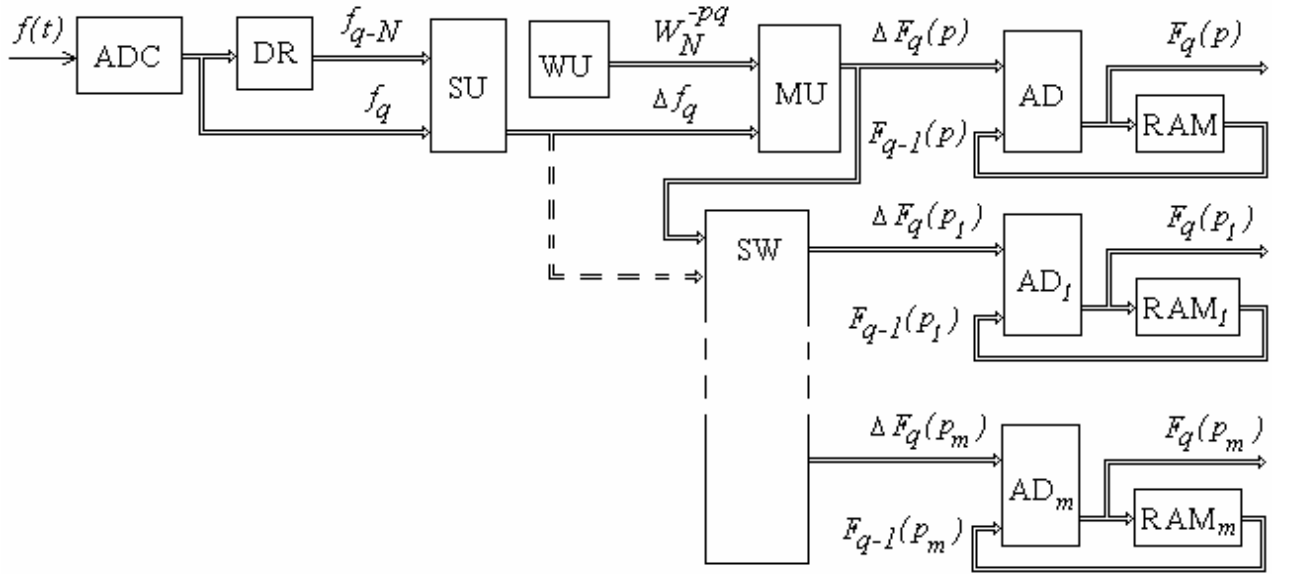 f(t)
ADC
DR
f_{q-N}
f_q
SU
WU
W_N^{-pq}
Δf_q
MU
ΔF_q(p)
F_{q-1}(p)
AD
F_q(p)
RAM
SW
ΔF_q(p_1)
F_{q-1}(p_1)
AD_1
F_q(p_1)
RAM_1
ΔF_q(p_m)
F_{q-1}(p_m)
AD_m
F_q(p_m)
RAM_m